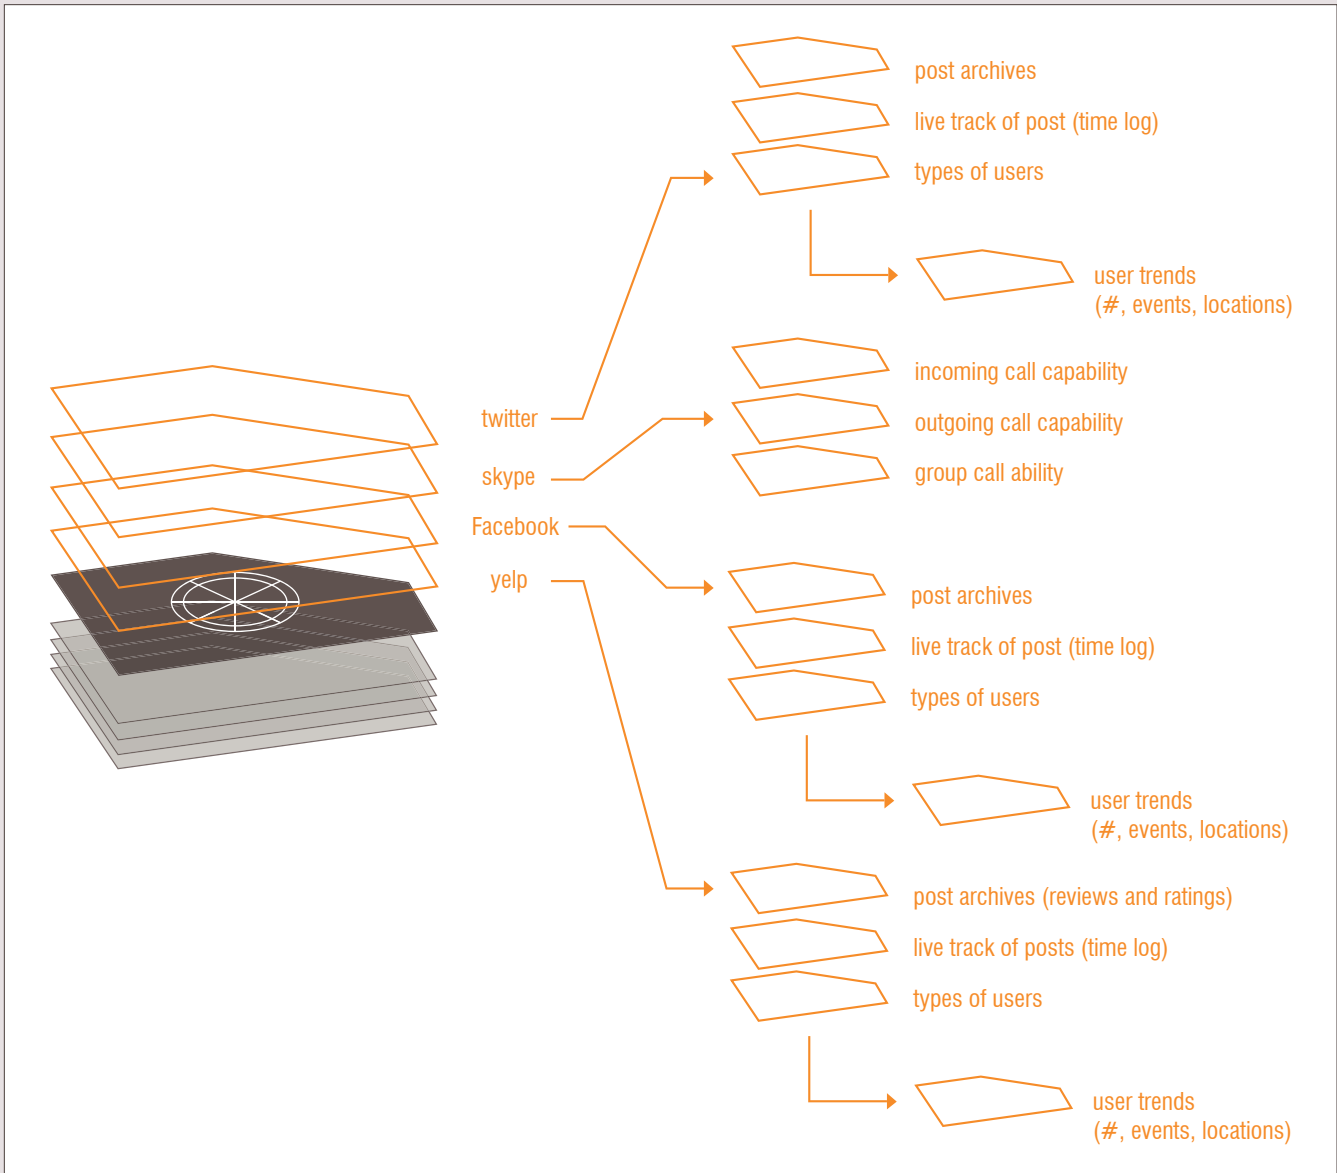 twitter
skype
Facebook
yelp
post archives
live track of post (time log)
types of users
user trends
(#, events, locations)
incoming call capability
outgoing call capability
group call ability
post archives
live track of post (time log)
types of users
user trends
(#, events, locations)
post archives (reviews and ratings)
live track of posts (time log)
types of users
user trends
(#, events, locations)